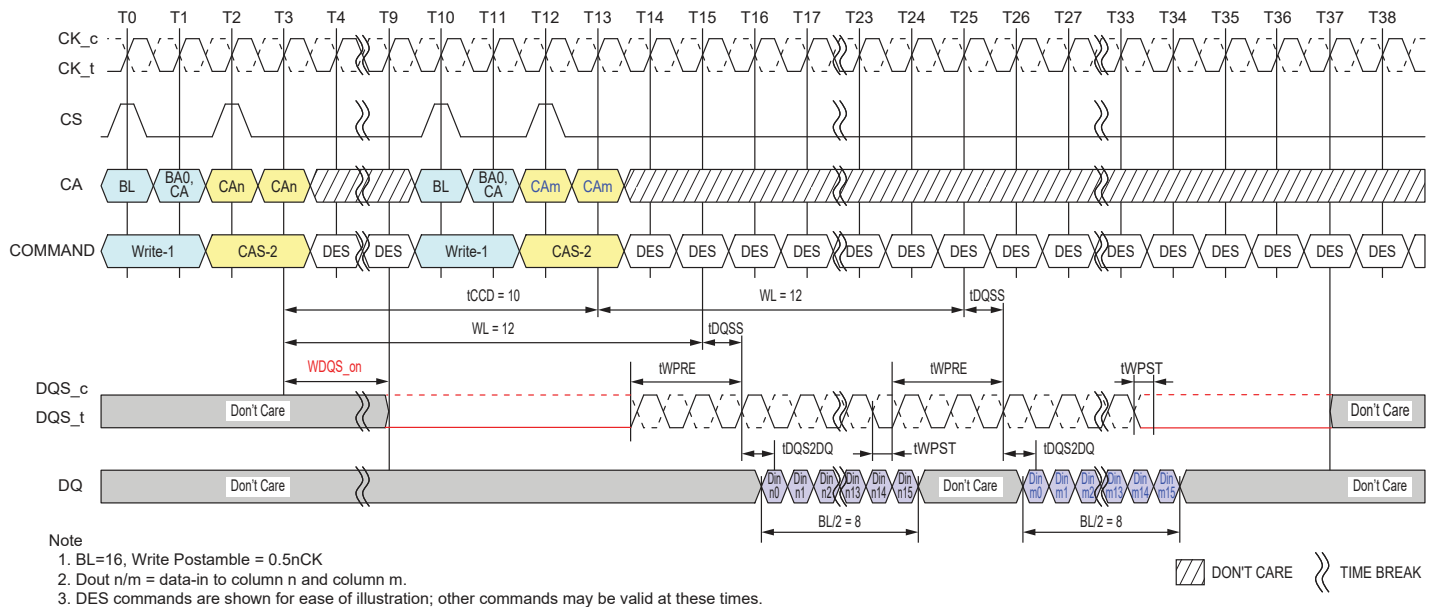 T0 T1 T2 T3 T4 T9 T10 T11 T12 T13 T14 T15 T16 T17 T23 T24 T25 T26 T27 T33 T34 T35 T36 T37 T38
CK_c
CK_t
CS
CA
BL
BA0, CA
CAn
CAn
BL
BA0, CA
CAm
CAm
COMMAND
Write-1
CAS-2
DES
DES
Write-1
CAS-2
DES DES DES DES DES DES DES DES DES DES DES DES DES DES DES
tCCD = 10
WL = 12
tDQSS
WL = 12
tDQSS
WDQS_on
tWPRE
tWPRE
tWPST
DQS_c
DQS_t
Don't Care
Don't Care
tDQS2DQ
tWPST
tDQS2DQ
DQ
Don't Care
Din n0
Din n1
Din n2
Din n13
Din n14
Din n15
Don't Care
Din m0
Din m1
Din m2
Din m13
Din m14
Din m15
Don't Care
BL/2 = 8
BL/2 = 8
Note
1. BL=16, Write Postamble = 0.5nCK
2. Dout n/m = data-in to column n and column m.
3. DES commands are shown for ease of illustration; other commands may be valid at these times.
DON'T CARE
TIME BREAK